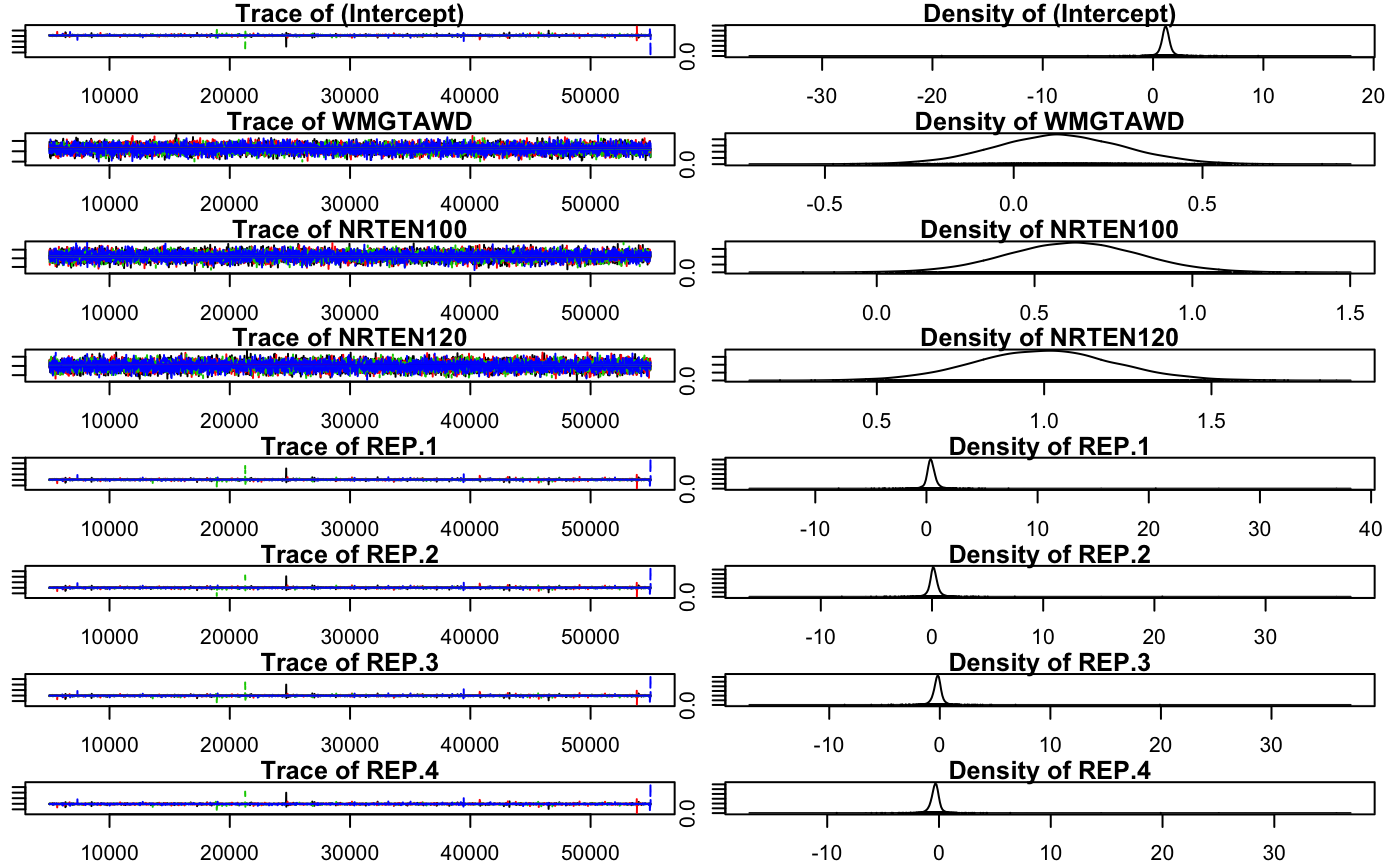 Trace of (Intercept) Density of (Intercept)
0.0
10000 20000 30000 40000 50000 -30 -20 -10 0 10 20
Trace of WMGTAWD Density of WMGTAWD
0.0
10000 20000 30000 40000 50000 -0.5 0.0 0.5
Trace of NRTEN100 Density of NRTEN100
0.0
10000 20000 30000 40000 50000 0.0 0.5 1.0 1.5
Trace of NRTEN120 Density of NRTEN120
0.0
10000 20000 30000 40000 50000 0.5 1.0 1.5
Trace of REP.1 Density of REP.1
0.0
10000 20000 30000 40000 50000 -10 0 10 20 30 40
Trace of REP.2 Density of REP.2
0.0
10000 20000 30000 40000 50000 -10 0 10 20 30
Trace of REP.3 Density of REP.3
0.0
10000 20000 30000 40000 50000 -10 0 10 20 30
Trace of REP.4 Density of REP.4
0.0
10000 20000 30000 40000 50000 -10 0 10 20 30